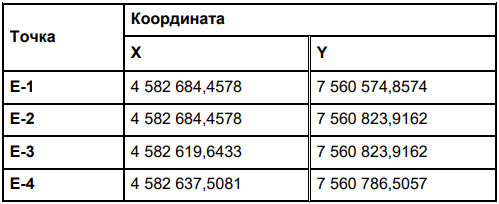 Точка
Координата
X Y
E-1 4 582 684,4578 7 560 574,8574
E-2 4 582 684,4578 7 560 823,9162
E-3 4 582 619,6433 7 560 823,9162
E-4 4 582 637,5081 7 560 786,5057